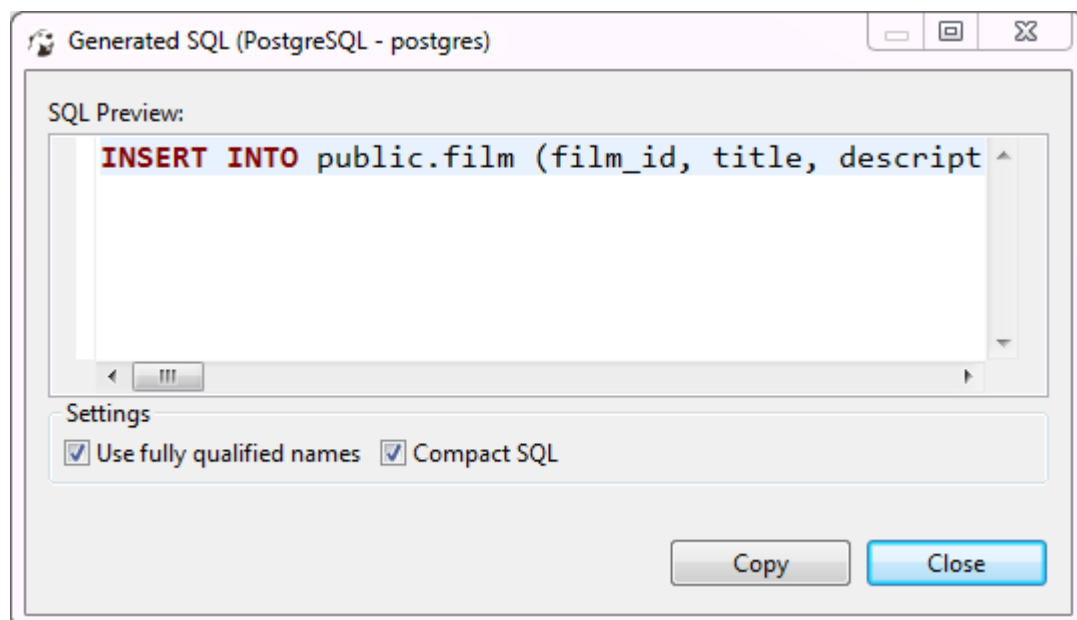 Generated SQL (PostgreSQL - postgres)
SQL Preview:
INSERT INTO public.film (film_id, title, descript
Settings
Use fully qualified names Compact SQL
Copy Close